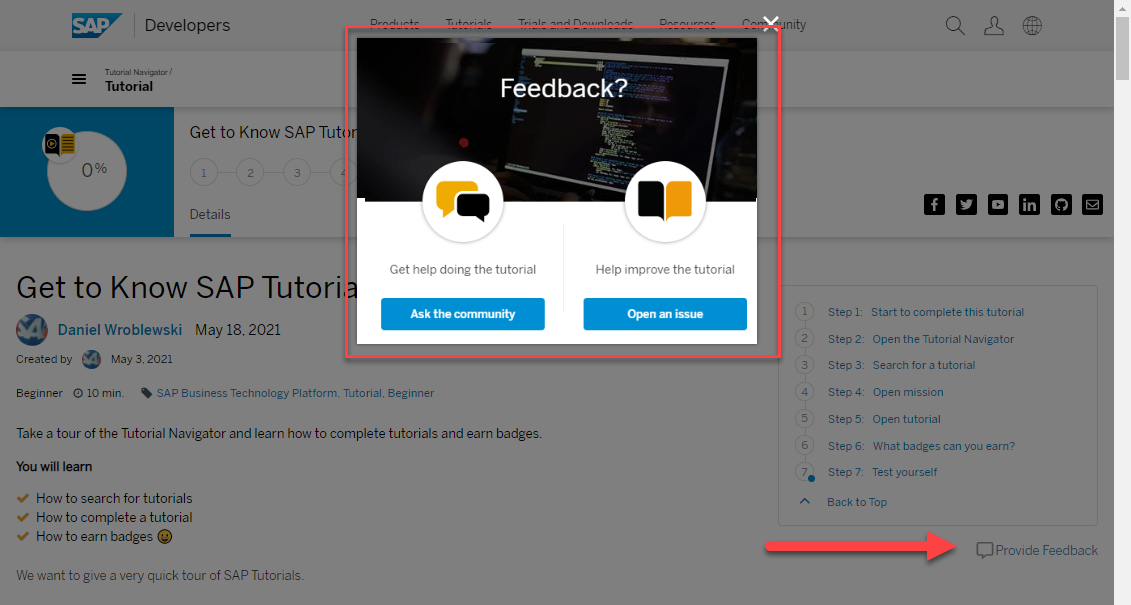 SAP Developers
Products Tutorials Trials and Downloads Resources Community
Tutorial Navigator /
Tutorial
0%
Get to Know SAP Tutor
1 2 3 4
Details
Feedback?
Get help doing the tutorial
Ask the community
Help improve the tutorial
Open an issue
Get to Know SAP Tutoria
Daniel Wroblewski May 18, 2021
Created by May 3, 2021
Beginner 10 min. SAP Business Technology Platform, Tutorial, Beginner
Take a tour of the Tutorial Navigator and learn how to complete tutorials and earn badges.
You will learn
How to search for tutorials
How to complete a tutorial
How to earn badges 😀
We want to give a very quick tour of SAP Tutorials.
1 Step 1: Start to complete this tutorial
2 Step 2: Open the Tutorial Navigator
3 Step 3: Search for a tutorial
4 Step 4: Open mission
5 Step 5: Open tutorial
6 Step 6: What badges can you earn?
7 Step 7: Test yourself
Back to Top
Provide Feedback